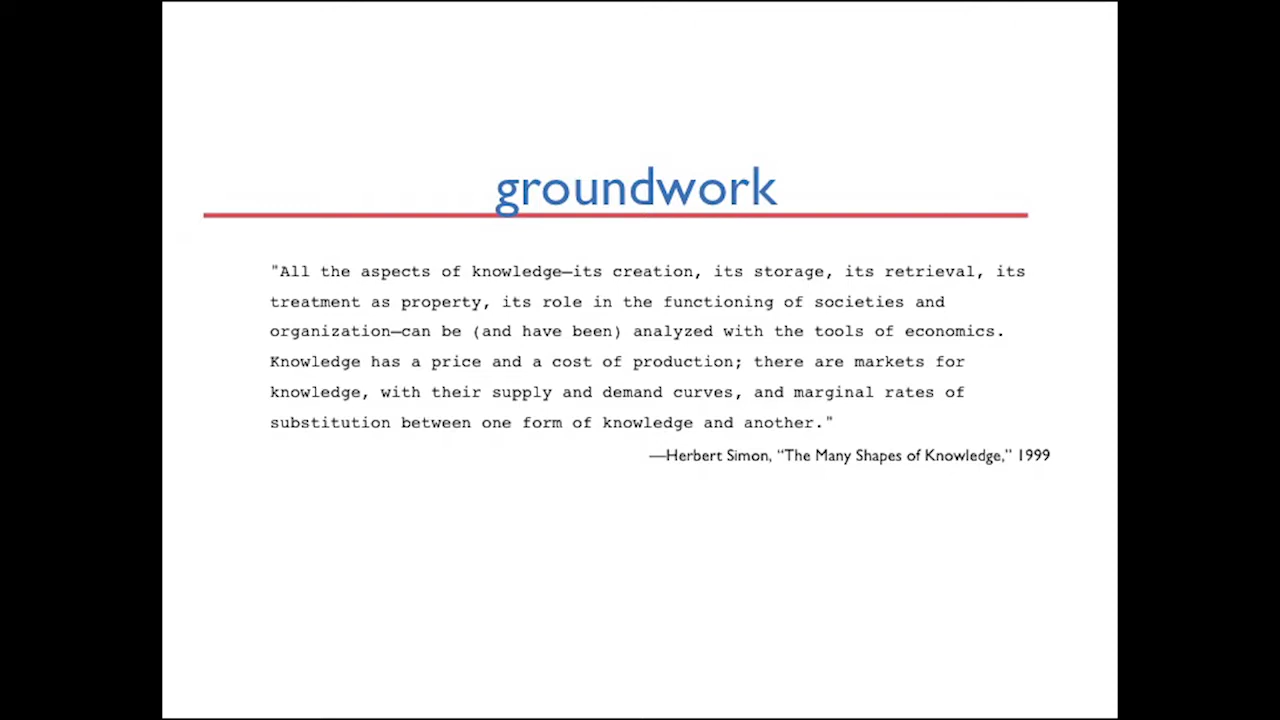 groundwork
"All the aspects of knowledge—its creation, its storage, its retrieval, its
treatment as property, its role in the functioning of societies and
organization—can be (and have been) analyzed with the tools of economics.
Knowledge has a price and a cost of production; there are markets for
knowledge, with their supply and demand curves, and marginal rates of
substitution between one form of knowledge and another."
—Herbert Simon, “The Many Shapes of Knowledge,” 1999